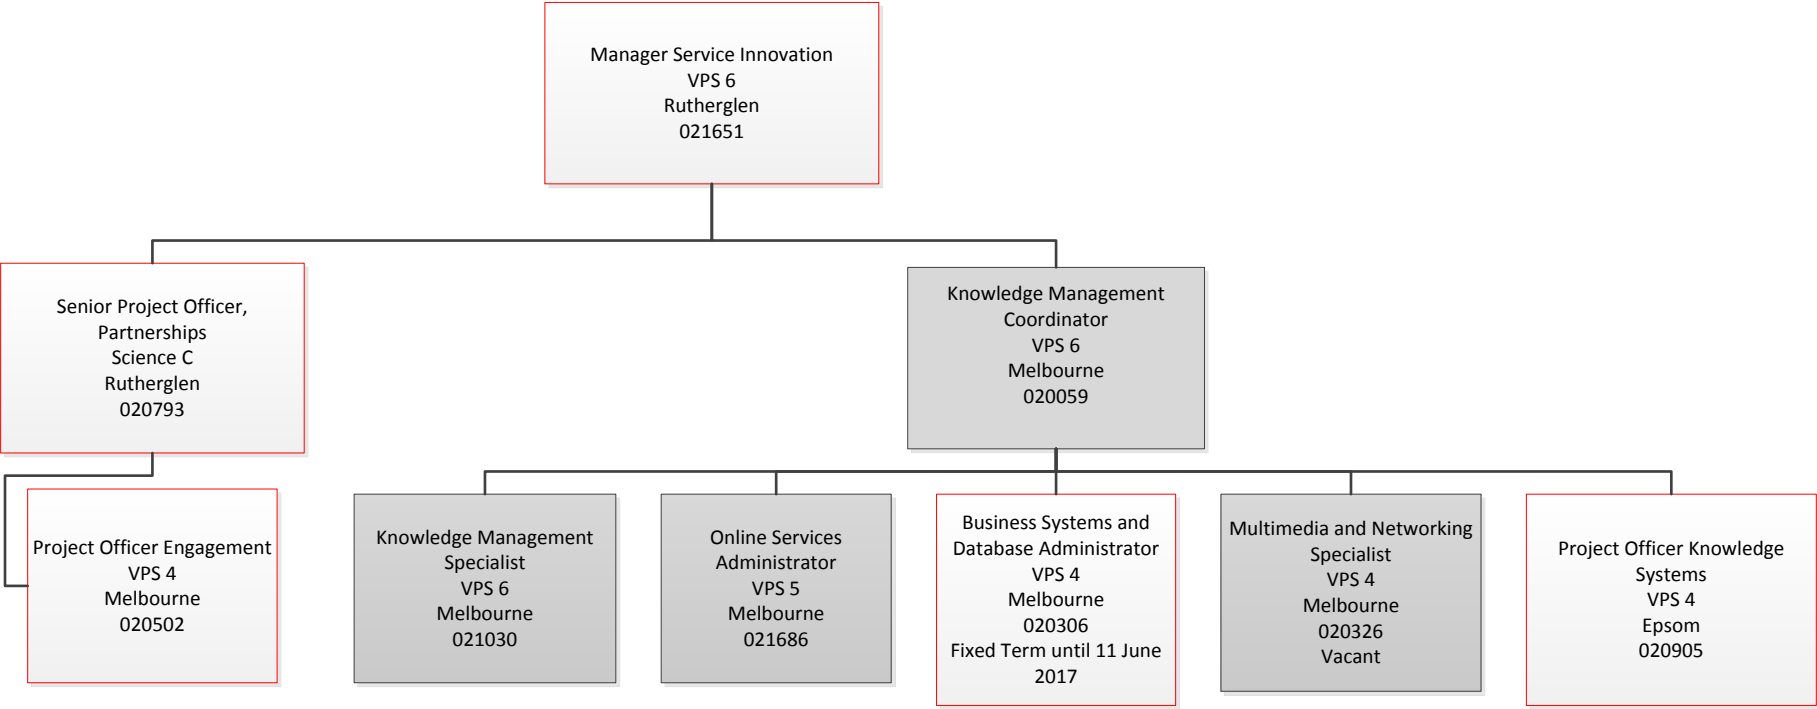 Manager Service Innovation
VPS 6
Rutherglen
021651
Senior Project Officer,
Partnerships
Science C
Rutherglen
020793
Knowledge Management
Coordinator
VPS 6
Melbourne
020059
Project Officer Engagement
VPS 4
Melbourne
020502
Knowledge Management
Specialist
VPS 6
Melbourne
021030
Online Services
Administrator
VPS 5
Melbourne
021686
Business Systems and
Database Administrator
VPS 4
Melbourne
020306
Fixed Term until 11 June
2017
Multimedia and Networking
Specialist
VPS 4
Melbourne
020326
Vacant
Project Officer Knowledge
Systems
VPS 4
Epsom
020905